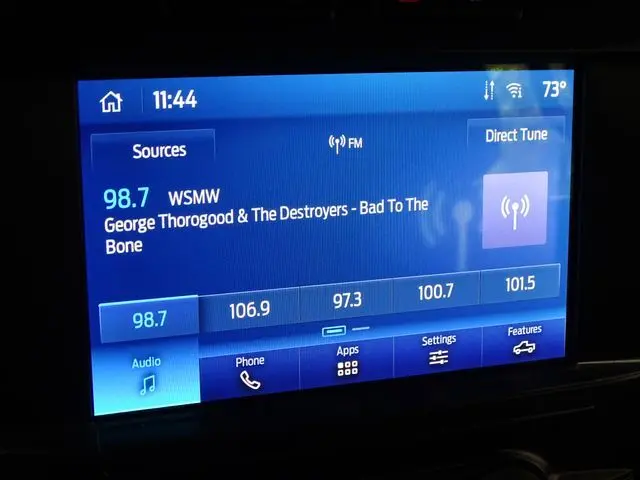 11:44
73°
Sources
FM
Direct Tune
98.7 WSMW
George Thorogood & The Destroyers - Bad To The
Bone
98.7
106.9
97.3
100.7
101.5
Audio
Phone
Apps
Settings
Features